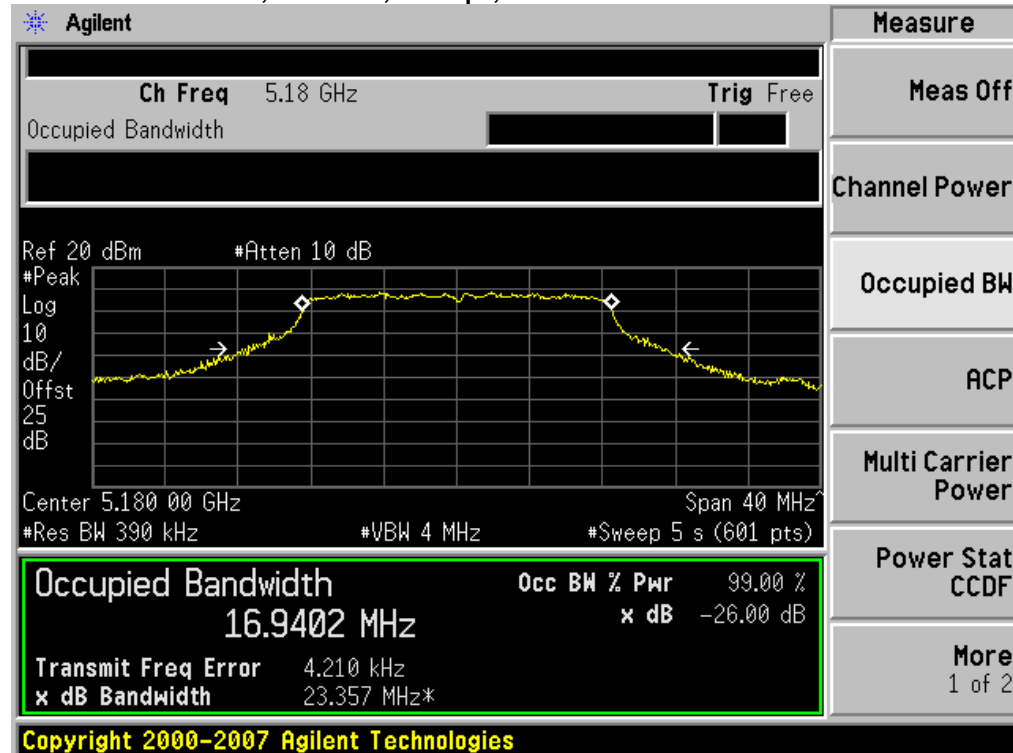 Agilent
Measure
Ch Freq 5.18 GHz
Trig Free
Meas Off
Occupied Bandwidth
Channel Power
Ref 20 dBm
#Atten 10 dB
#Peak
Log
10
dB/
Offst
25
dB
Occupied BW
ACP
Multi Carrier
Power
Center 5.180 00 GHz
Span 40 MHz^
#Res BW 390 kHz
#VBW 4 MHz
#Sweep 5 s (601 pts)
Power Stat
CCDF
Occupied Bandwidth
16.9402 MHz
Occ BW % Pwr 99.00 %
x dB -26.00 dB
Transmit Freq Error 4.210 kHz
x dB Bandwidth 23.357 MHz*
More
1 of 2
Copyright 2000-2007 Agilent Technologies